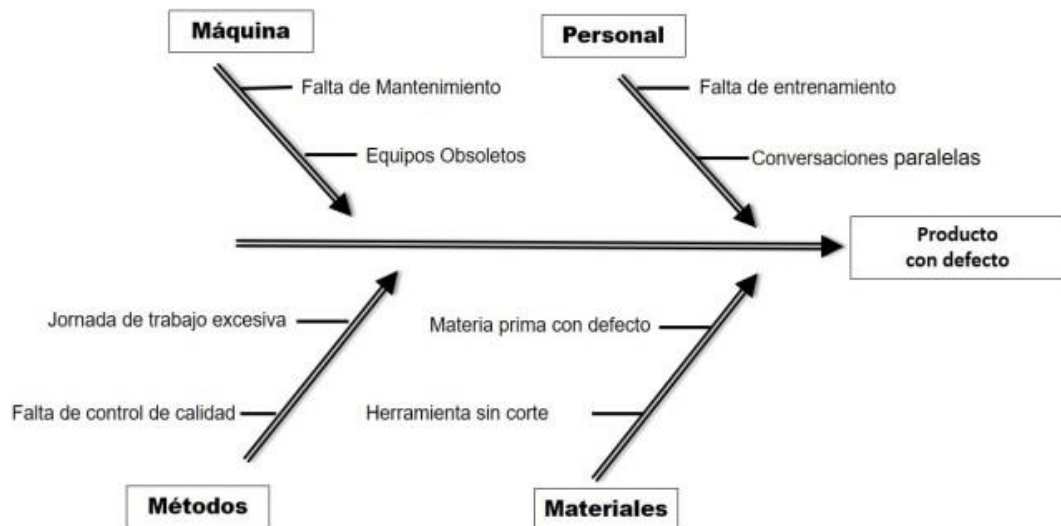 Máquina
Personal
Falta de Mantenimiento
Falta de entrenamiento
Equipos Obsoletos
Conversaciones paralelas
Producto
con defecto
Jornada de trabajo excesiva
Materia prima con defecto
Falta de control de calidad
Herramienta sin corte
Métodos
Materiales